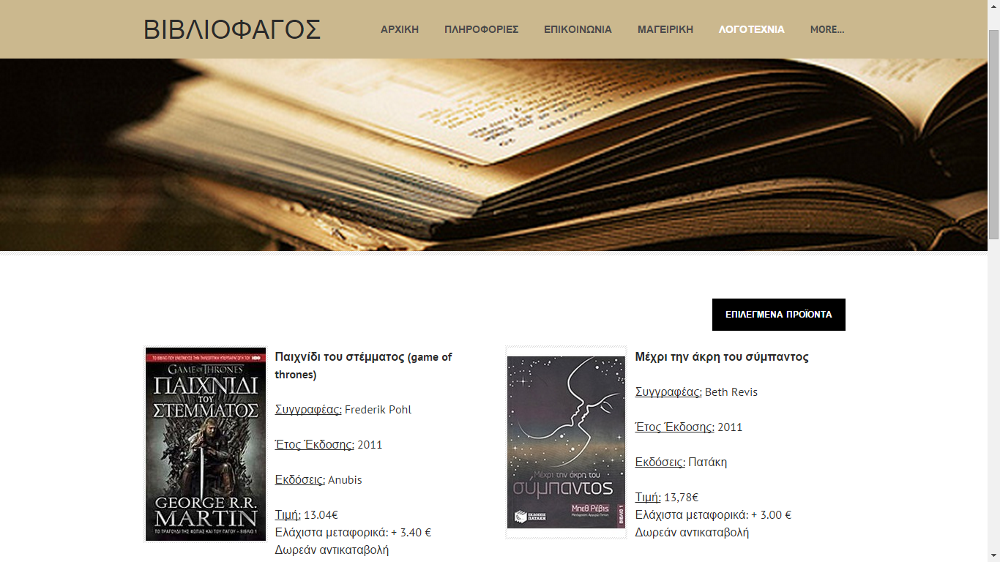 ΒΙΒΛΙΟΦΑΓΟΣ
ΑΡΧΙΚΗ ΠΛΗΡΟΦΟΡΙΕΣ ΕΠΙΚΟΙΝΩΝΙΑ ΜΑΓΕΙΡΙΚΗ ΛΟΓΟΤΕΧΝΙΑ MORE...
ΕΠΙΛΕΓΜΕΝΑ ΠΡΟΪΟΝΤΑ
ΤΟ ΒΙΒΛΙΟ ΠΟΥ ΕΝΕΠΝΕΥΣΕ ΤΗΝ ΤΗΛΕΟΠΤΙΚΗ ΥΠΕΡΠΑΡΑΓΩΓΗ ΤΟΥ HBO
GAME OF THRONES
ΠΑΙΧΝΙΔΙ
ΤΟΥ
ΣΤΕΜΜΑΤΟΣ
GEORGE R.R.
MARTIN
ΤΟ ΤΡΑΓΟΥΔΙ ΤΗΣ ΦΩΤΙΑΣ ΚΑΙ ΤΟΥ ΠΑΓΟΥ – ΒΙΒΛΙΟ 1
Παιχνίδι του στέμματος (game of
thrones)
Συγγραφέας: Frederik Pohl
Έτος Έκδοσης: 2011
Εκδόσεις: Anubis
Τιμή: 13.04€
Ελάχιστα μεταφορικά: + 3.40 €
Δωρεάν αντικαταβολή
Μέχρι την άκρη του
σύμπαντος
Μπεθ Ρέβις
ΒΙΒΛΙΟ 1
ΕΚΔΟΣΕΙΣ
ΠΑΤΑΚΗ
Μέχρι την άκρη του σύμπαντος
Συγγραφέας: Beth Revis
Έτος Έκδοσης: 2011
Εκδόσεις: Πατάκη
Τιμή: 13,78€
Ελάχιστα μεταφορικά: + 3.00 €
Δωρεάν αντικαταβολή